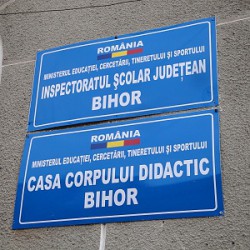 ROMÂNIA
MINISTERUL EDUCAȚIEI, CERCETĂRII, TINERETULUI ȘI SPORTULUI
INSPECTORATUL ȘCOLAR JUDEȚEAN
BIHOR
ROMÂNIA
MINISTERUL EDUCAȚIEI, CERCETĂRII, TINERETULUI ȘI SPORTULUI
CASA CORPULUI DIDACTIC
BIHOR